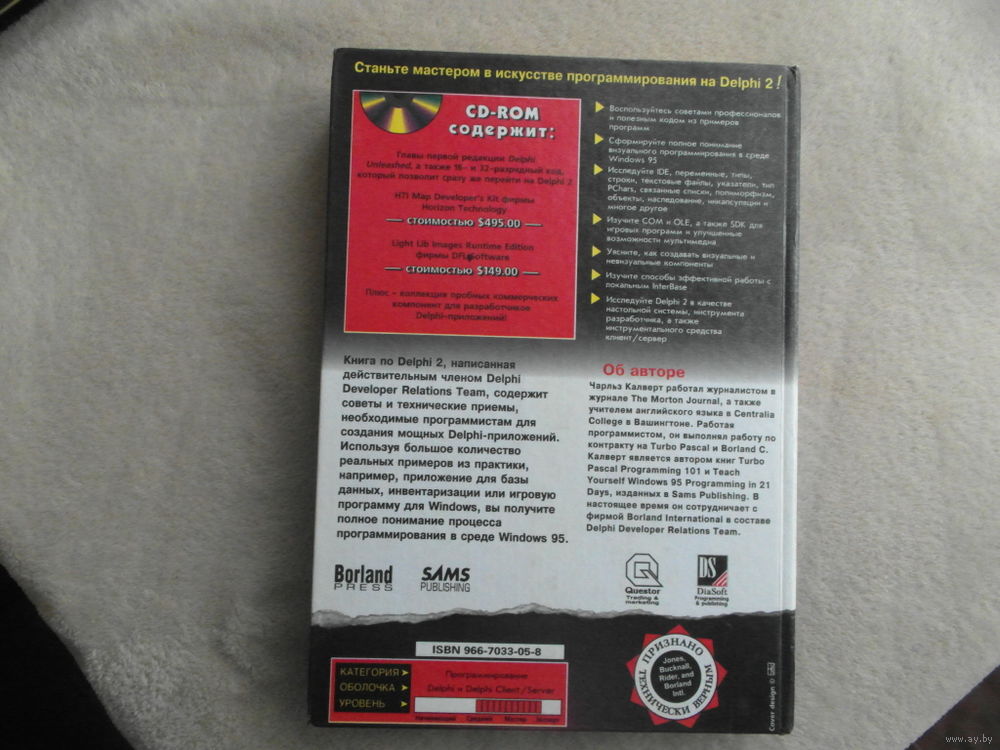 Станьте мастером в искусстве программирования на Delphi 2 !
CD-ROM
содержит:
Главы первой редакции Delphi
Unleashed, а также 16- и 32-разрядный код,
который позволит сразу же перейти на Delphi 2
HTI Map Developer's Kit фирмы
Horizon Technology
стоимостью $495.00
Light Lib Images Runtime Edition
фирмы DFL Software
стоимостью $149.00
Плюс - коллекция пробных коммерческих
компонент для разработчиков
Delphi-приложений!
Воспользуйтесь советами профессионалов
и полезным кодом из примеров
программ
Сформируйте полное понимание
визуального программирования в среде
Windows 95
Исследуйте IDE, переменные, типы,
строки, текстовые файлы, указатели, тип
PChars, связанные списки, полиморфизм,
объекты, наследование, инкапсуляции и
многое другое
Изучите COM и OLE, а также SDK для
игровых программ и улучшенные
возможности мультимедиа
Уясните, как создавать визуальные и
невизуальные компоненты
Изучите способы эффективной работы с
локальным InterBase
Исследуйте Delphi 2 в качестве
настольной системы, инструмента
разработчика, а также
инструментального средства
клиент/сервер
Книга по Delphi 2, написанная
действительным членом Delphi
Developer Relations Team, содержит
советы и технические приемы,
необходимые программистам для
создания мощных Delphi-приложений.
Используя большое количество
реальных примеров из практики,
например, приложение для базы
данных, инвентаризации или игровую
программу для Windows, вы получите
полное понимание процесса
программирования в среде Windows 95.
Об авторе
Чарльз Калверт работал журналистом в
журнале The Morton Journal, а также
учителем английского языка в Centralia
College в Вашингтоне. Работая
программистом, он выполнял работу по
контракту на Turbo Pascal и Borland C.
Калверт является автором книг Turbo
Pascal Programming 101 и Teach
Yourself Windows 95 Programming in 21
Days, изданных в Sams Publishing. В
настоящее время он сотрудничает с
фирмой Borland International в составе
Delphi Developer Relations Team.
Borland
PRESS
SAMS
PUBLISHING
Questor
Trading &
marketing
DS
DiaSoft
Programming
& publishing
ISBN 966-7033-05-8
КАТЕГОРИЯ
Программирование
ОБОЛОЧКА
Delphi и Delphi Client/Server
УРОВЕНЬ
Начинающий Средний Мастер Эксперт
ПРИЗНАНО
Jones,
Bucknall,
Rider, and
Borland
Intl.
ТЕХНИЧЕСКИ ВЕРНЫМ
Cover design ©
www.ay.by